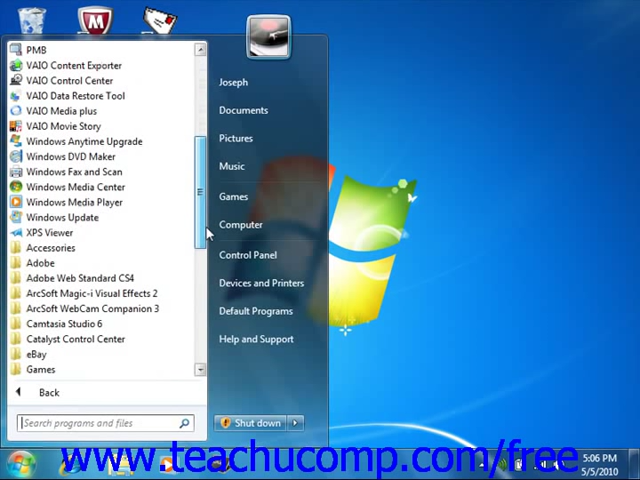 PMB
VAIO Content Exporter
VAIO Control Center
VAIO Data Restore Tool
VAIO Media plus
VAIO Movie Story
Windows Anytime Upgrade
Windows DVD Maker
Windows Fax and Scan
Windows Media Center
Windows Media Player
Windows Update
XPS Viewer
Accessories
Adobe
Adobe Web Standard CS4
ArcSoft Magic-i Visual Effects 2
ArcSoft WebCam Companion 3
Camtasia Studio 6
Catalyst Control Center
eBay
Games
Back
Search programs and files
Joseph
Documents
Pictures
Music
Games
Computer
Control Panel
Devices and Printers
Default Programs
Help and Support
Shut down
www.teachucomp.com/free
5:06 PM
5/5/2010